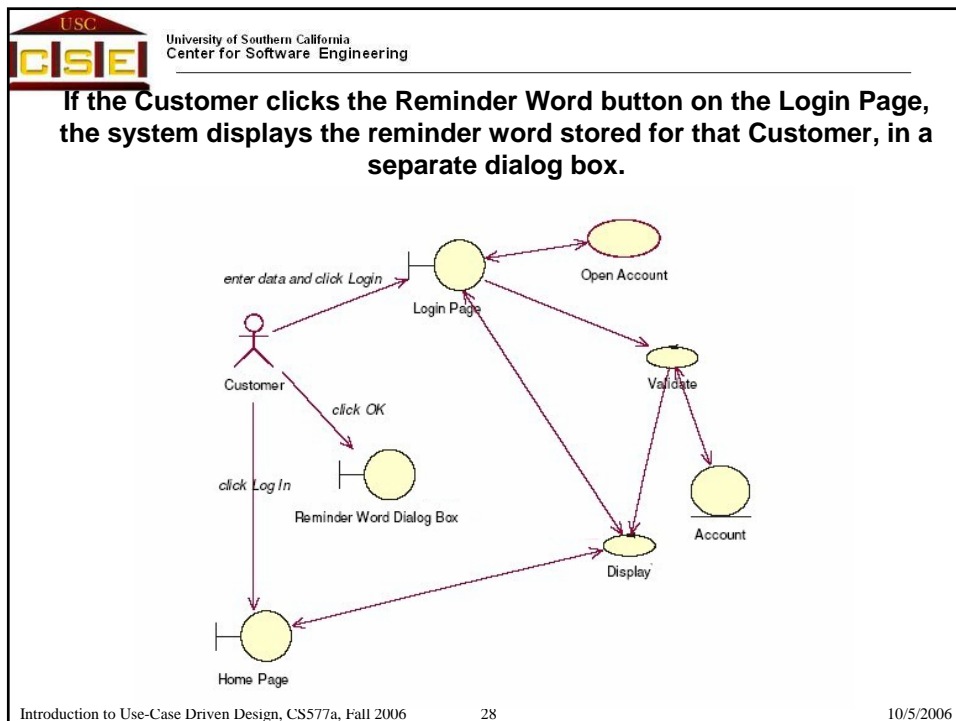 USC
CSE
University of Southern California
Center for Software Engineering
If the Customer clicks the Reminder Word button on the Login Page,
the system displays the reminder word stored for that Customer, in a
separate dialog box.
Open Account
enter data and click Login
Login Page
Validate
Customer
click OK
click Log In
Reminder Word Dialog Box
Account
Display
Home Page
Introduction to Use-Case Driven Design, CS577a, Fall 2006 28 10/5/2006